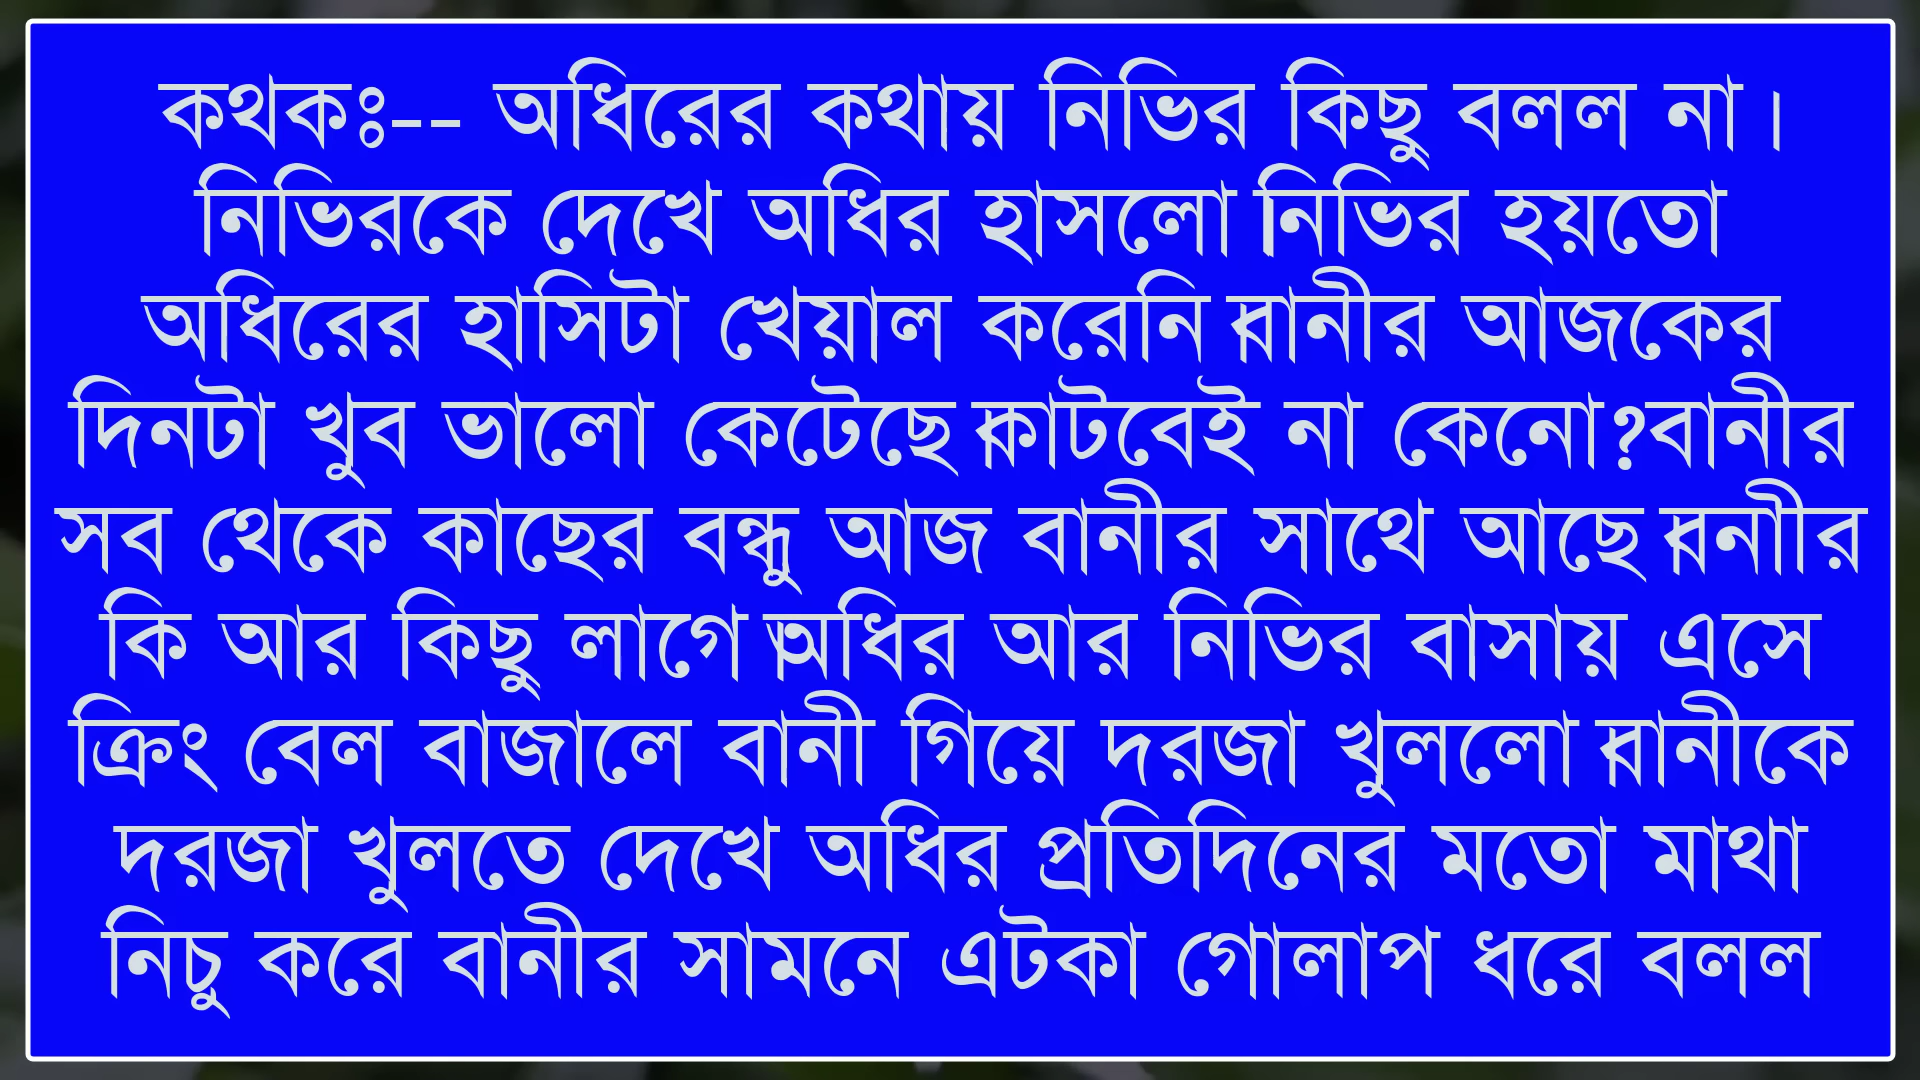 কথকঃ-- অধিরের কথায় নিভির কিছু বলল না।
নিভিরকে দেখে অধির হাসলো।নিভির হয়তো
অধিরের হাসিটা খেয়াল করেনি।বানীর আজকের
দিনটা খুব ভালো কেটেছে।কাটবেই না কেনো?বানীর
সব থেকে কাছের বন্ধু আজ বানীর সাথে আছে।বনাীর
কি আর কিছু লাগে।অধির আর নিভির বাসায় এসে
ক্রিং বেল বাজালে বানী গিয়ে দরজা খুললো।বানীকে
দরজা খুলতে দেখে অধির প্রতিদিনের মতো মাথা
নিচু করে বানীর সামনে এটকা গোলাপ ধরে বলল